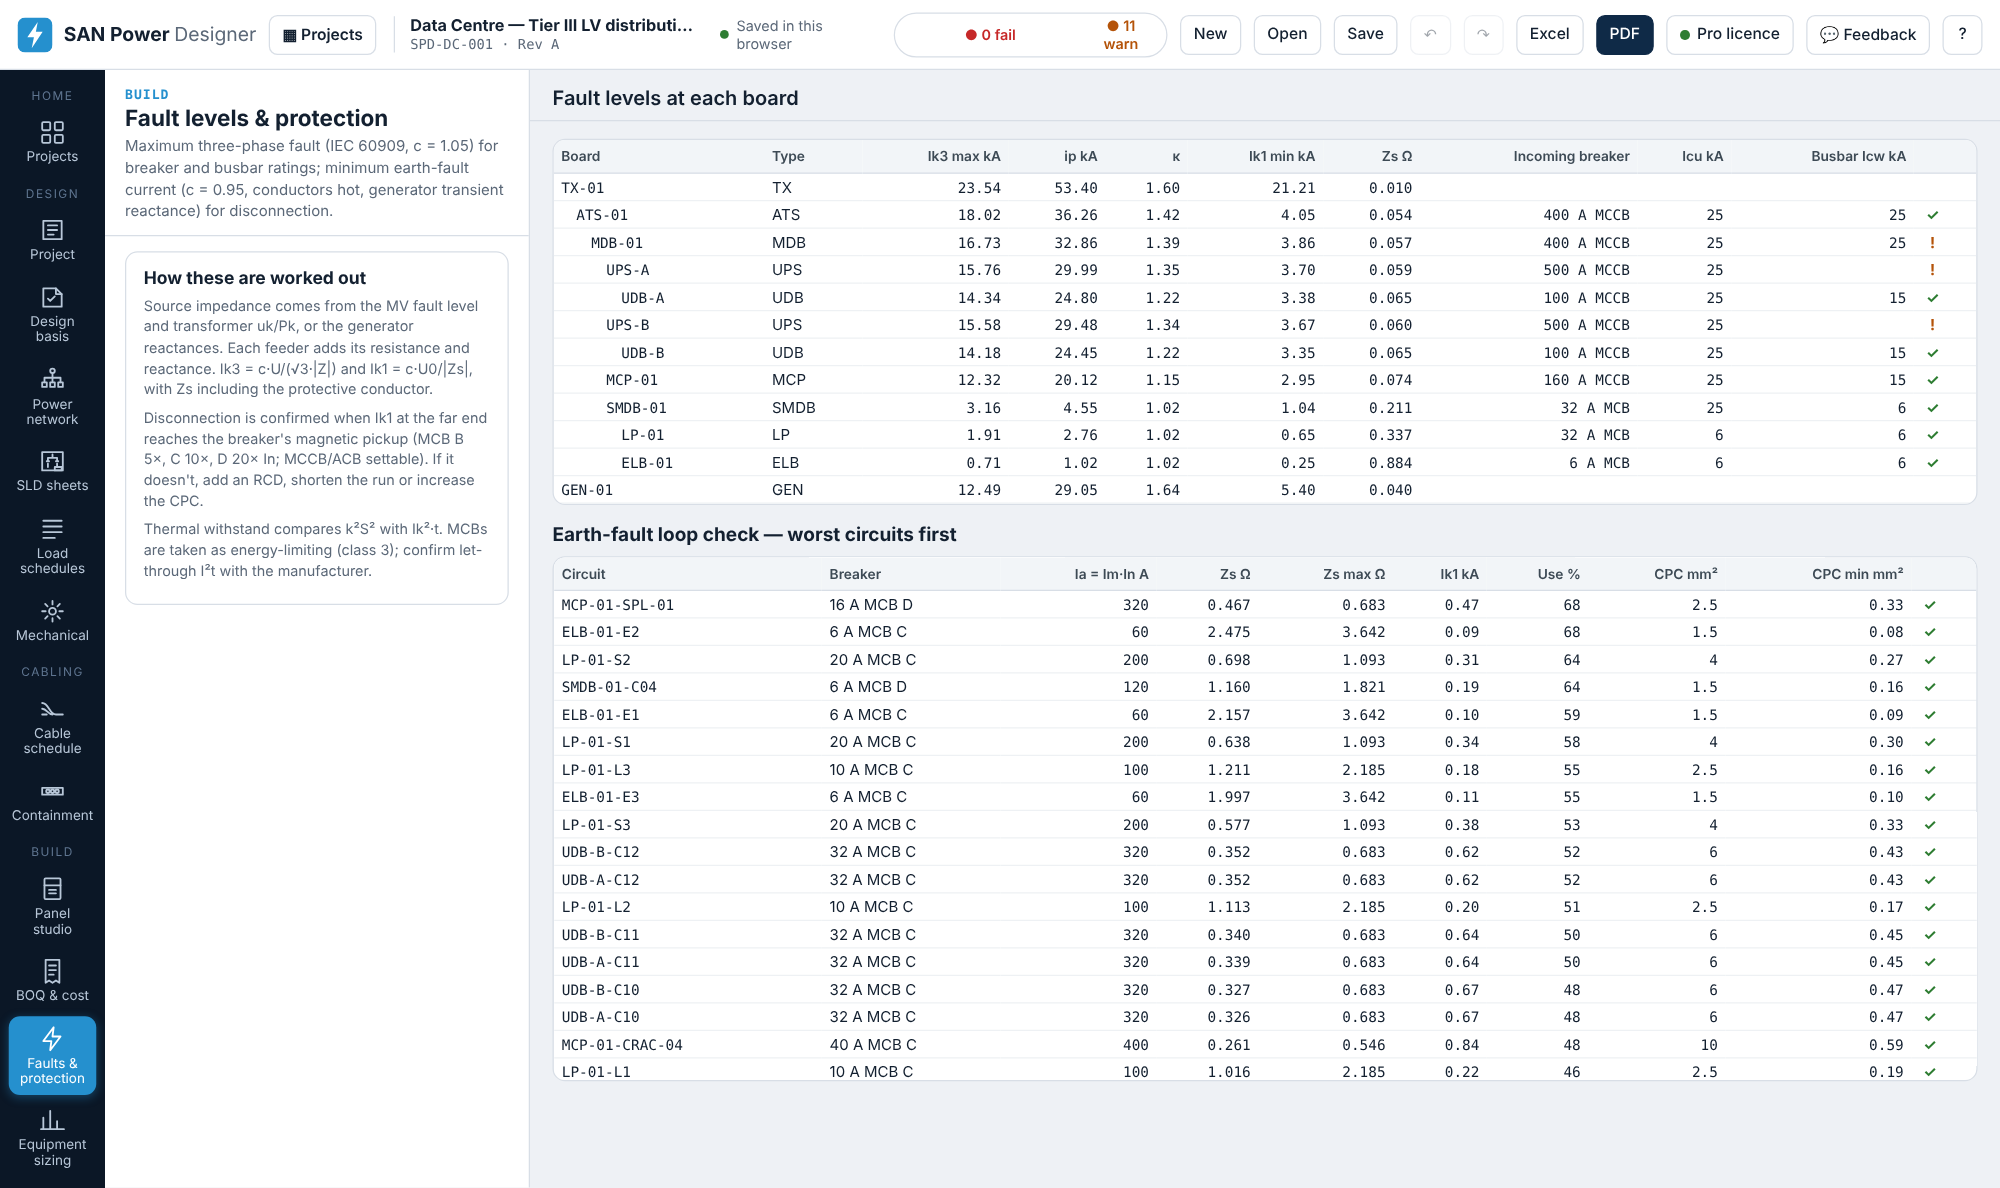 SAN Power Designer
Projects
Data Centre — Tier III LV distributi...
SPD-DC-001 · Rev A
Saved in this
browser
0 fail
11
warn
New
Open
Save
↶
↷
Excel
PDF
Pro licence
Feedback
?
HOME
Projects
DESIGN
Project
Design
basis
Power
network
SLD sheets
Load
schedules
Mechanical
CABLING
Cable
schedule
Containment
BUILD
Panel
studio
BOQ & cost
Faults &
protection
Equipment
sizing
BUILD
Fault levels & protection
Maximum three-phase fault (IEC 60909, c = 1.05) for
breaker and busbar ratings; minimum earth-fault
current (c = 0.95, conductors hot, generator transient
reactance) for disconnection.
How these are worked out
Source impedance comes from the MV fault level
and transformer uk/Pk, or the generator
reactances. Each feeder adds its resistance and
reactance. Ik3 = c·U/(√3·|Z|) and Ik1 = c·U0/|Zs|,
with Zs including the protective conductor.
Disconnection is confirmed when Ik1 at the far end
reaches the breaker's magnetic pickup (MCB B
5×, C 10×, D 20× In; MCCB/ACB settable). If it
doesn't, add an RCD, shorten the run or increase
the CPC.
Thermal withstand compares k²S² with Ik²·t. MCBs
are taken as energy-limiting (class 3); confirm let-
through I²t with the manufacturer.
Fault levels at each board
Board Type Ik3 max kA ip kA κ Ik1 min kA Zs Ω Incoming breaker Icu kA Busbar Icw kA
TX-01 TX 23.54 53.40 1.60 21.21 0.010
ATS-01 ATS 18.02 36.26 1.42 4.05 0.054 400 A MCCB 25 25 ✓
MDB-01 MDB 16.73 32.86 1.39 3.86 0.057 400 A MCCB 25 25 !
UPS-A UPS 15.76 29.99 1.35 3.70 0.059 500 A MCCB 25 !
UDB-A UDB 14.34 24.80 1.22 3.38 0.065 100 A MCCB 25 15 ✓
UPS-B UPS 15.58 29.48 1.34 3.67 0.060 500 A MCCB 25 !
UDB-B UDB 14.18 24.45 1.22 3.35 0.065 100 A MCCB 25 15 ✓
MCP-01 MCP 12.32 20.12 1.15 2.95 0.074 160 A MCCB 25 15 ✓
SMDB-01 SMDB 3.16 4.55 1.02 1.04 0.211 32 A MCB 25 6 ✓
LP-01 LP 1.91 2.76 1.02 0.65 0.337 32 A MCB 6 6 ✓
ELB-01 ELB 0.71 1.02 1.02 0.25 0.884 6 A MCB 6 6 ✓
GEN-01 GEN 12.49 29.05 1.64 5.40 0.040
Earth-fault loop check — worst circuits first
Circuit Breaker Ia = Im·In A Zs Ω Zs max Ω Ik1 kA Use % CPC mm² CPC min mm²
MCP-01-SPL-01 16 A MCB D 320 0.467 0.683 0.47 68 2.5 0.33 ✓
ELB-01-E2 6 A MCB C 60 2.475 3.642 0.09 68 1.5 0.08 ✓
LP-01-S2 20 A MCB C 200 0.698 1.093 0.31 64 4 0.27 ✓
SMDB-01-C04 6 A MCB D 120 1.160 1.821 0.19 64 1.5 0.16 ✓
ELB-01-E1 6 A MCB C 60 2.157 3.642 0.10 59 1.5 0.09 ✓
LP-01-S1 20 A MCB C 200 0.638 1.093 0.34 58 4 0.30 ✓
LP-01-L3 10 A MCB C 100 1.211 2.185 0.18 55 2.5 0.16 ✓
ELB-01-E3 6 A MCB C 60 1.997 3.642 0.11 55 1.5 0.10 ✓
LP-01-S3 20 A MCB C 200 0.577 1.093 0.38 53 4 0.33 ✓
UDB-B-C12 32 A MCB C 320 0.352 0.683 0.62 52 6 0.43 ✓
UDB-A-C12 32 A MCB C 320 0.352 0.683 0.62 52 6 0.43 ✓
LP-01-L2 10 A MCB C 100 1.113 2.185 0.20 51 2.5 0.17 ✓
UDB-B-C11 32 A MCB C 320 0.340 0.683 0.64 50 6 0.45 ✓
UDB-A-C11 32 A MCB C 320 0.339 0.683 0.64 50 6 0.45 ✓
UDB-B-C10 32 A MCB C 320 0.327 0.683 0.67 48 6 0.47 ✓
UDB-A-C10 32 A MCB C 320 0.326 0.683 0.67 48 6 0.47 ✓
MCP-01-CRAC-04 40 A MCB C 400 0.261 0.546 0.84 48 10 0.59 ✓
LP-01-L1 10 A MCB C 100 1.016 2.185 0.22 46 2.5 0.19 ✓